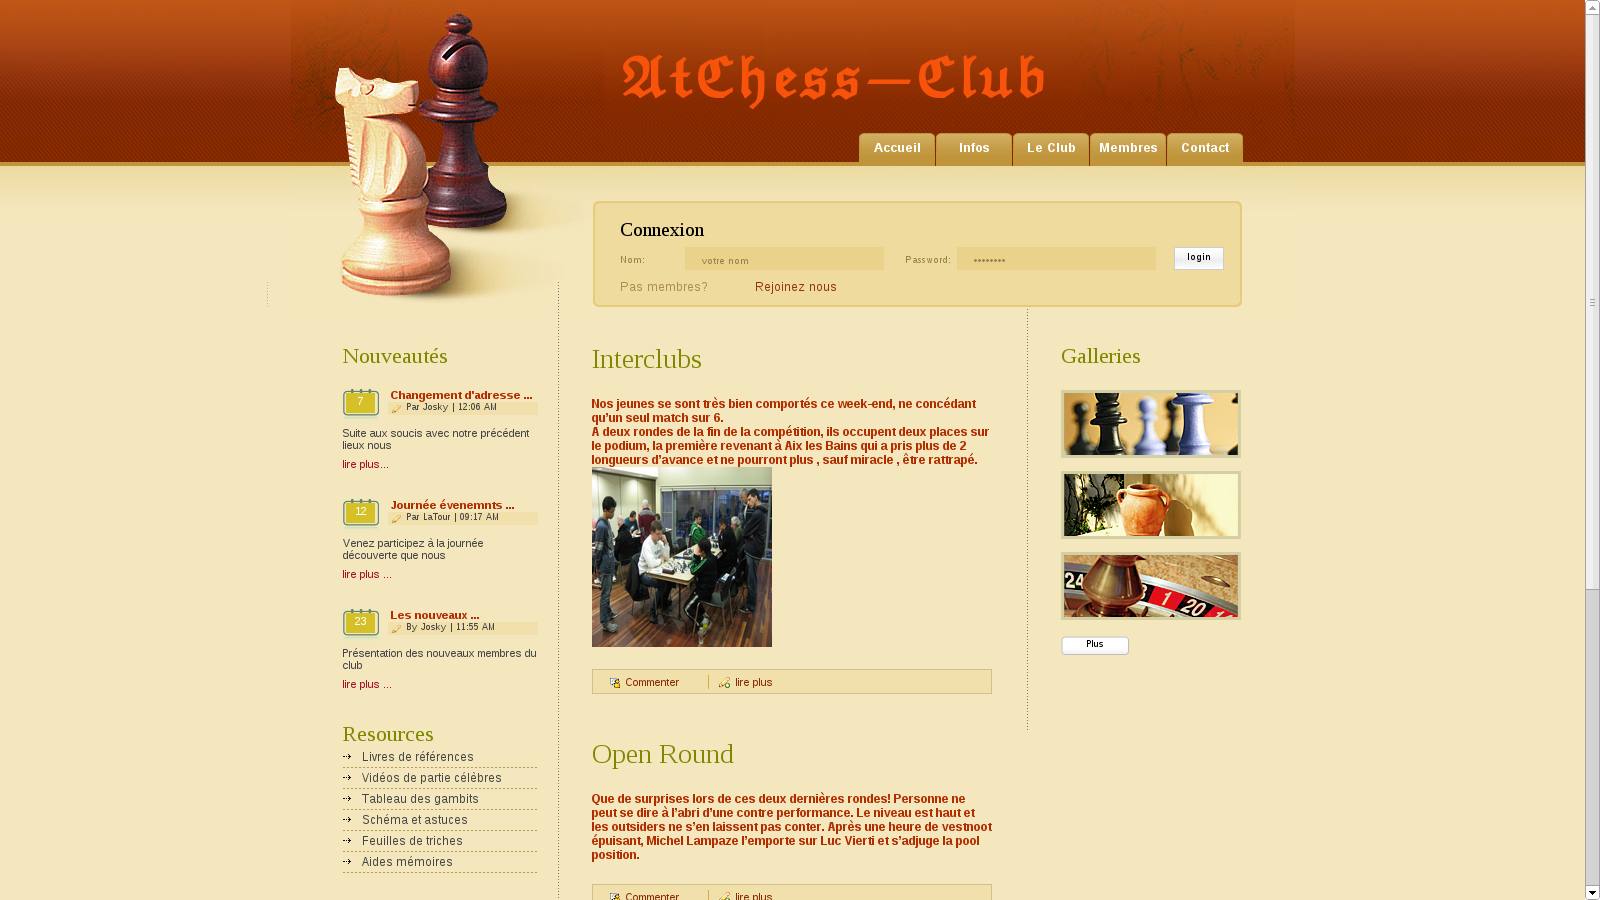 AtChess-Club
Accueil Infos Le Club Membres Contact
Connexion
Nom: votre nom Password: •••••••• login
Pas membres? Rejoinez nous
Nouveautés
7 Changement d'adresse ...
Par Josky | 12:06 AM
Suite aux soucis avec notre précédent
lieux nous
lire plus...
12 Journée évenemnts ...
Par LaTour | 09:17 AM
Venez participez à la journée
découverte que nous
lire plus ...
23 Les nouveaux ...
By Josky | 11:55 AM
Présentation des nouveaux membres du
club
lire plus ...
Resources
Livres de références
Vidéos de partie célébres
Tableau des gambits
Schéma et astuces
Feuilles de triches
Aides mémoires
Interclubs
Nos jeunes se sont très bien comportés ce week-end, ne concédant
qu'un seul match sur 6.
A deux rondes de la fin de la compétition, ils occupent deux places sur
le podium, la première revenant à Aix les Bains qui a pris plus de 2
longueurs d'avance et ne pourront plus , sauf miracle , être rattrapé.
Commenter lire plus
Open Round
Que de surprises lors de ces deux dernières rondes! Personne ne
peut se dire à l'abri d'une contre performance. Le niveau est haut et
les outsiders ne s'en laissent pas conter. Après une heure de vestnoot
épuisant, Michel Lampaze l'emporte sur Luc Vierti et s'adjuge la pool
position.
Commenter lire plus
Galleries
24 1 20
Plus